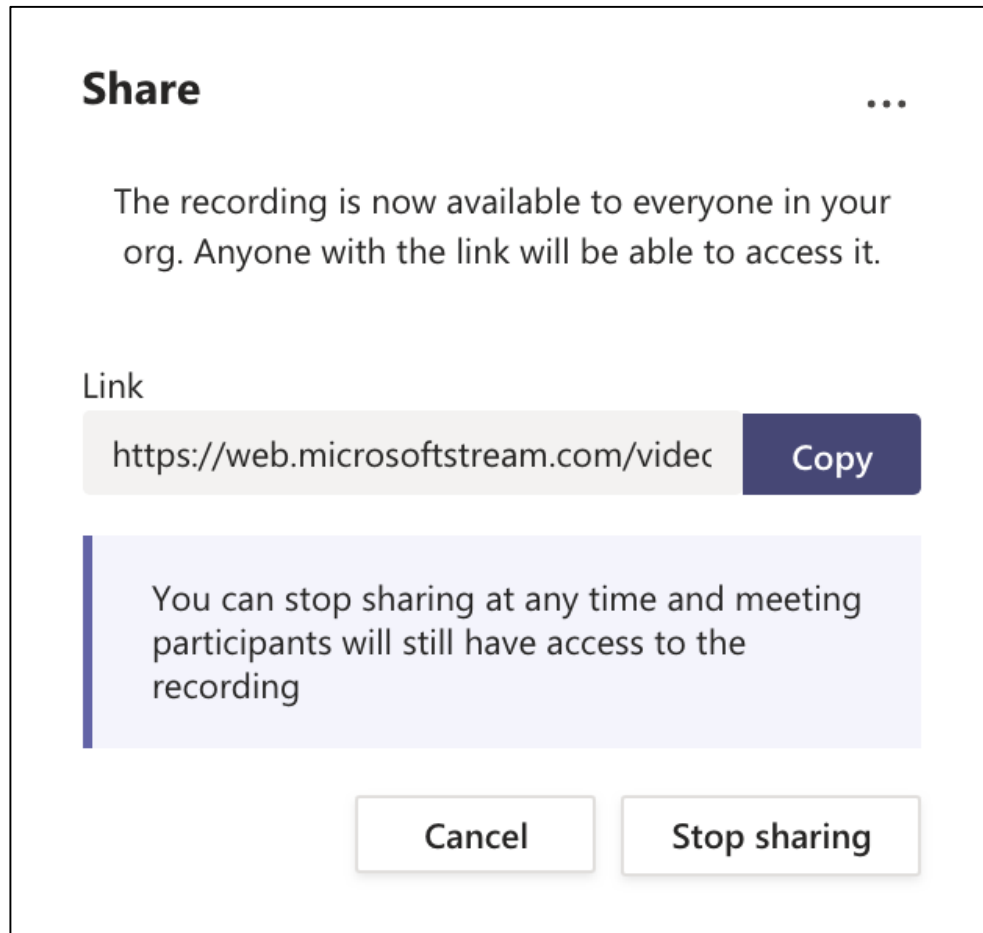 Share
...
The recording is now available to everyone in your
org. Anyone with the link will be able to access it.
Link
https://web.microsoftstream.com/videc
Copy
You can stop sharing at any time and meeting
participants will still have access to the
recording
Cancel
Stop sharing